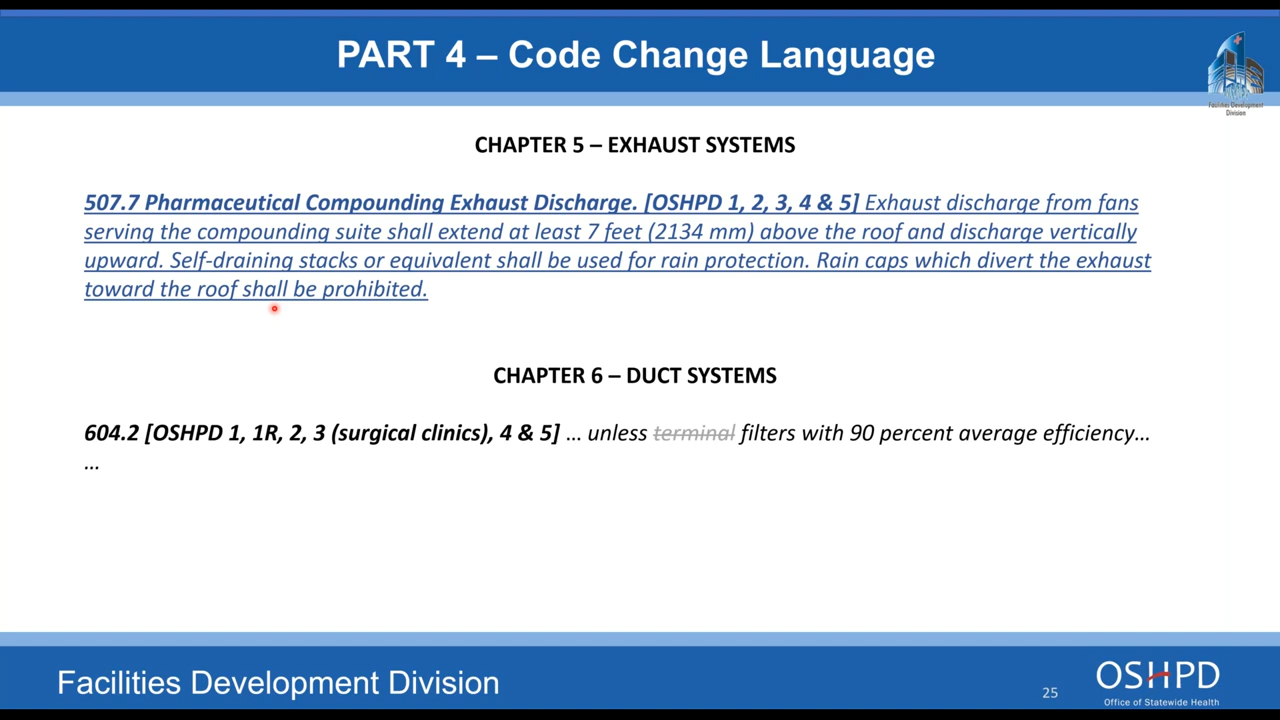 PART 4 – Code Change Language
Facilities Development
Division
CHAPTER 5 – EXHAUST SYSTEMS
507.7 Pharmaceutical Compounding Exhaust Discharge. [OSHPD 1, 2, 3, 4 & 5] Exhaust discharge from fans
serving the compounding suite shall extend at least 7 feet (2134 mm) above the roof and discharge vertically
upward. Self-draining stacks or equivalent shall be used for rain protection. Rain caps which divert the exhaust
toward the roof shall be prohibited.
CHAPTER 6 – DUCT SYSTEMS
604.2 [OSHPD 1, 1R, 2, 3 (surgical clinics), 4 & 5] … unless terminal filters with 90 percent average efficiency…
…
Facilities Development Division
25
OSHPD
Office of Statewide Health